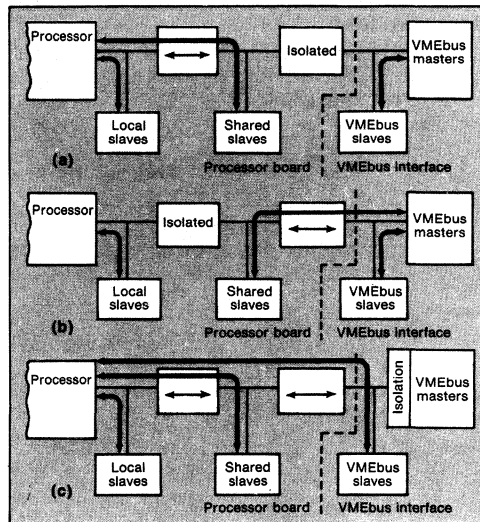 Processor
Isolated
VMEbus
masters
Local
slaves
Shared
slaves
VMEbus
slaves
(a)
Processor board
VMEbus interface
Processor
Isolated
VMEbus
masters
Local
slaves
Shared
slaves
VMEbus
slaves
(b)
Processor board
VMEbus interface
Processor
Isolation
VMEbus
masters
Local
slaves
Shared
slaves
VMEbus
slaves
(c)
Processor board
VMEbus interface